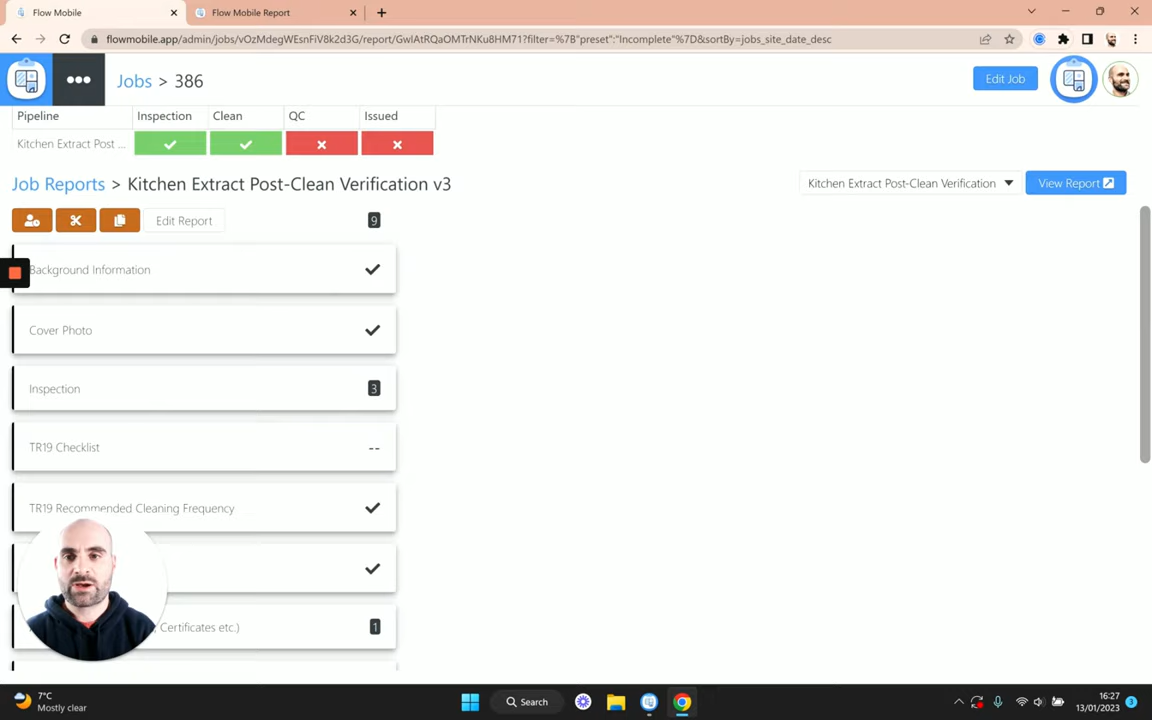 Flow Mobile
Flow Mobile Report
flowmobile.app/admin/jobs/vOzMdegWEsnFiV8k2d3G/report/GwlAtRQaOMTrNKu8HM71?filter=%7B"preset":"Incomplete"%7D&sortBy=jobs_site_date_desc
Jobs > 386
Edit Job
Pipeline Inspection Clean QC Issued
Kitchen Extract Post ...
Job Reports > Kitchen Extract Post-Clean Verification v3
Kitchen Extract Post-Clean Verification
View Report
Edit Report
9
Background Information
Cover Photo
Inspection 3
TR19 Checklist --
TR19 Recommended Cleaning Frequency
, Certificates etc.) 1
7°C
Mostly clear
Search
16:27
13/01/2023
3